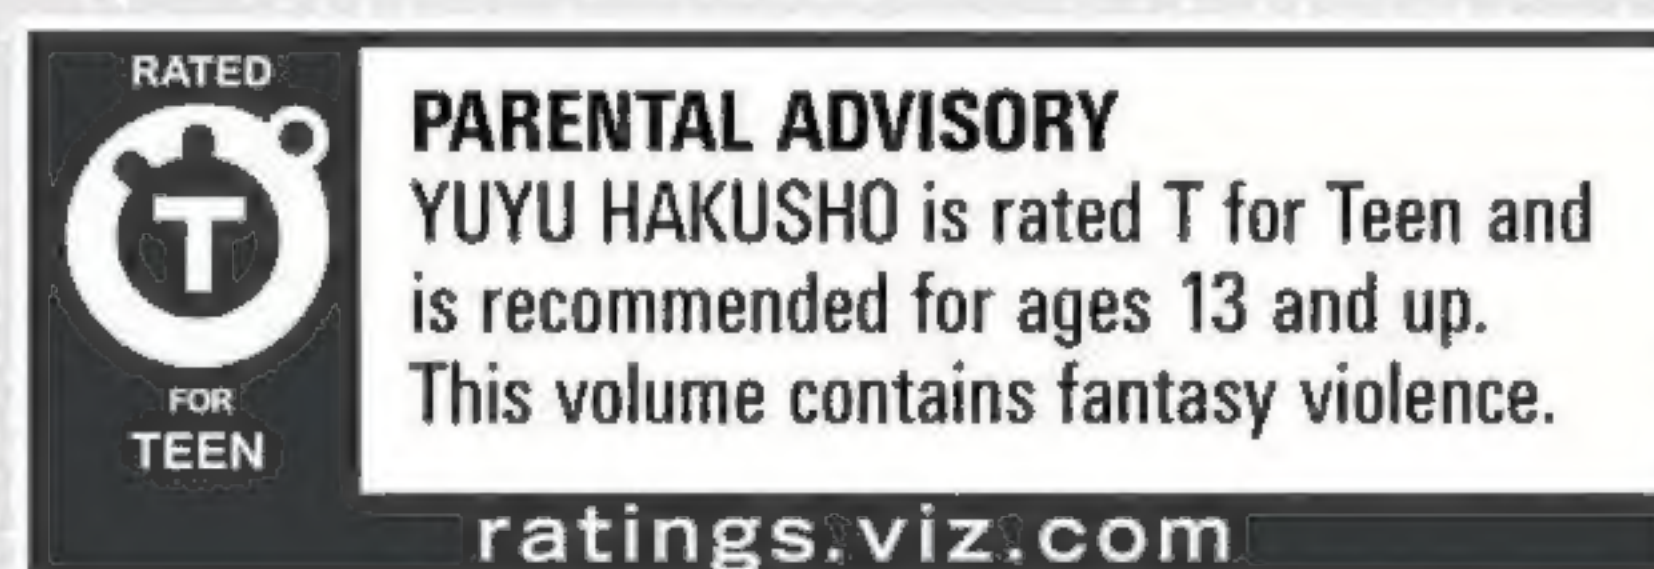 RATED
T
FOR
TEEN
PARENTAL ADVISORY
YUYU HAKUSHO is rated T for Teen and
is recommended for ages 13 and up.
This volume contains fantasy violence.
ratings.viz.com